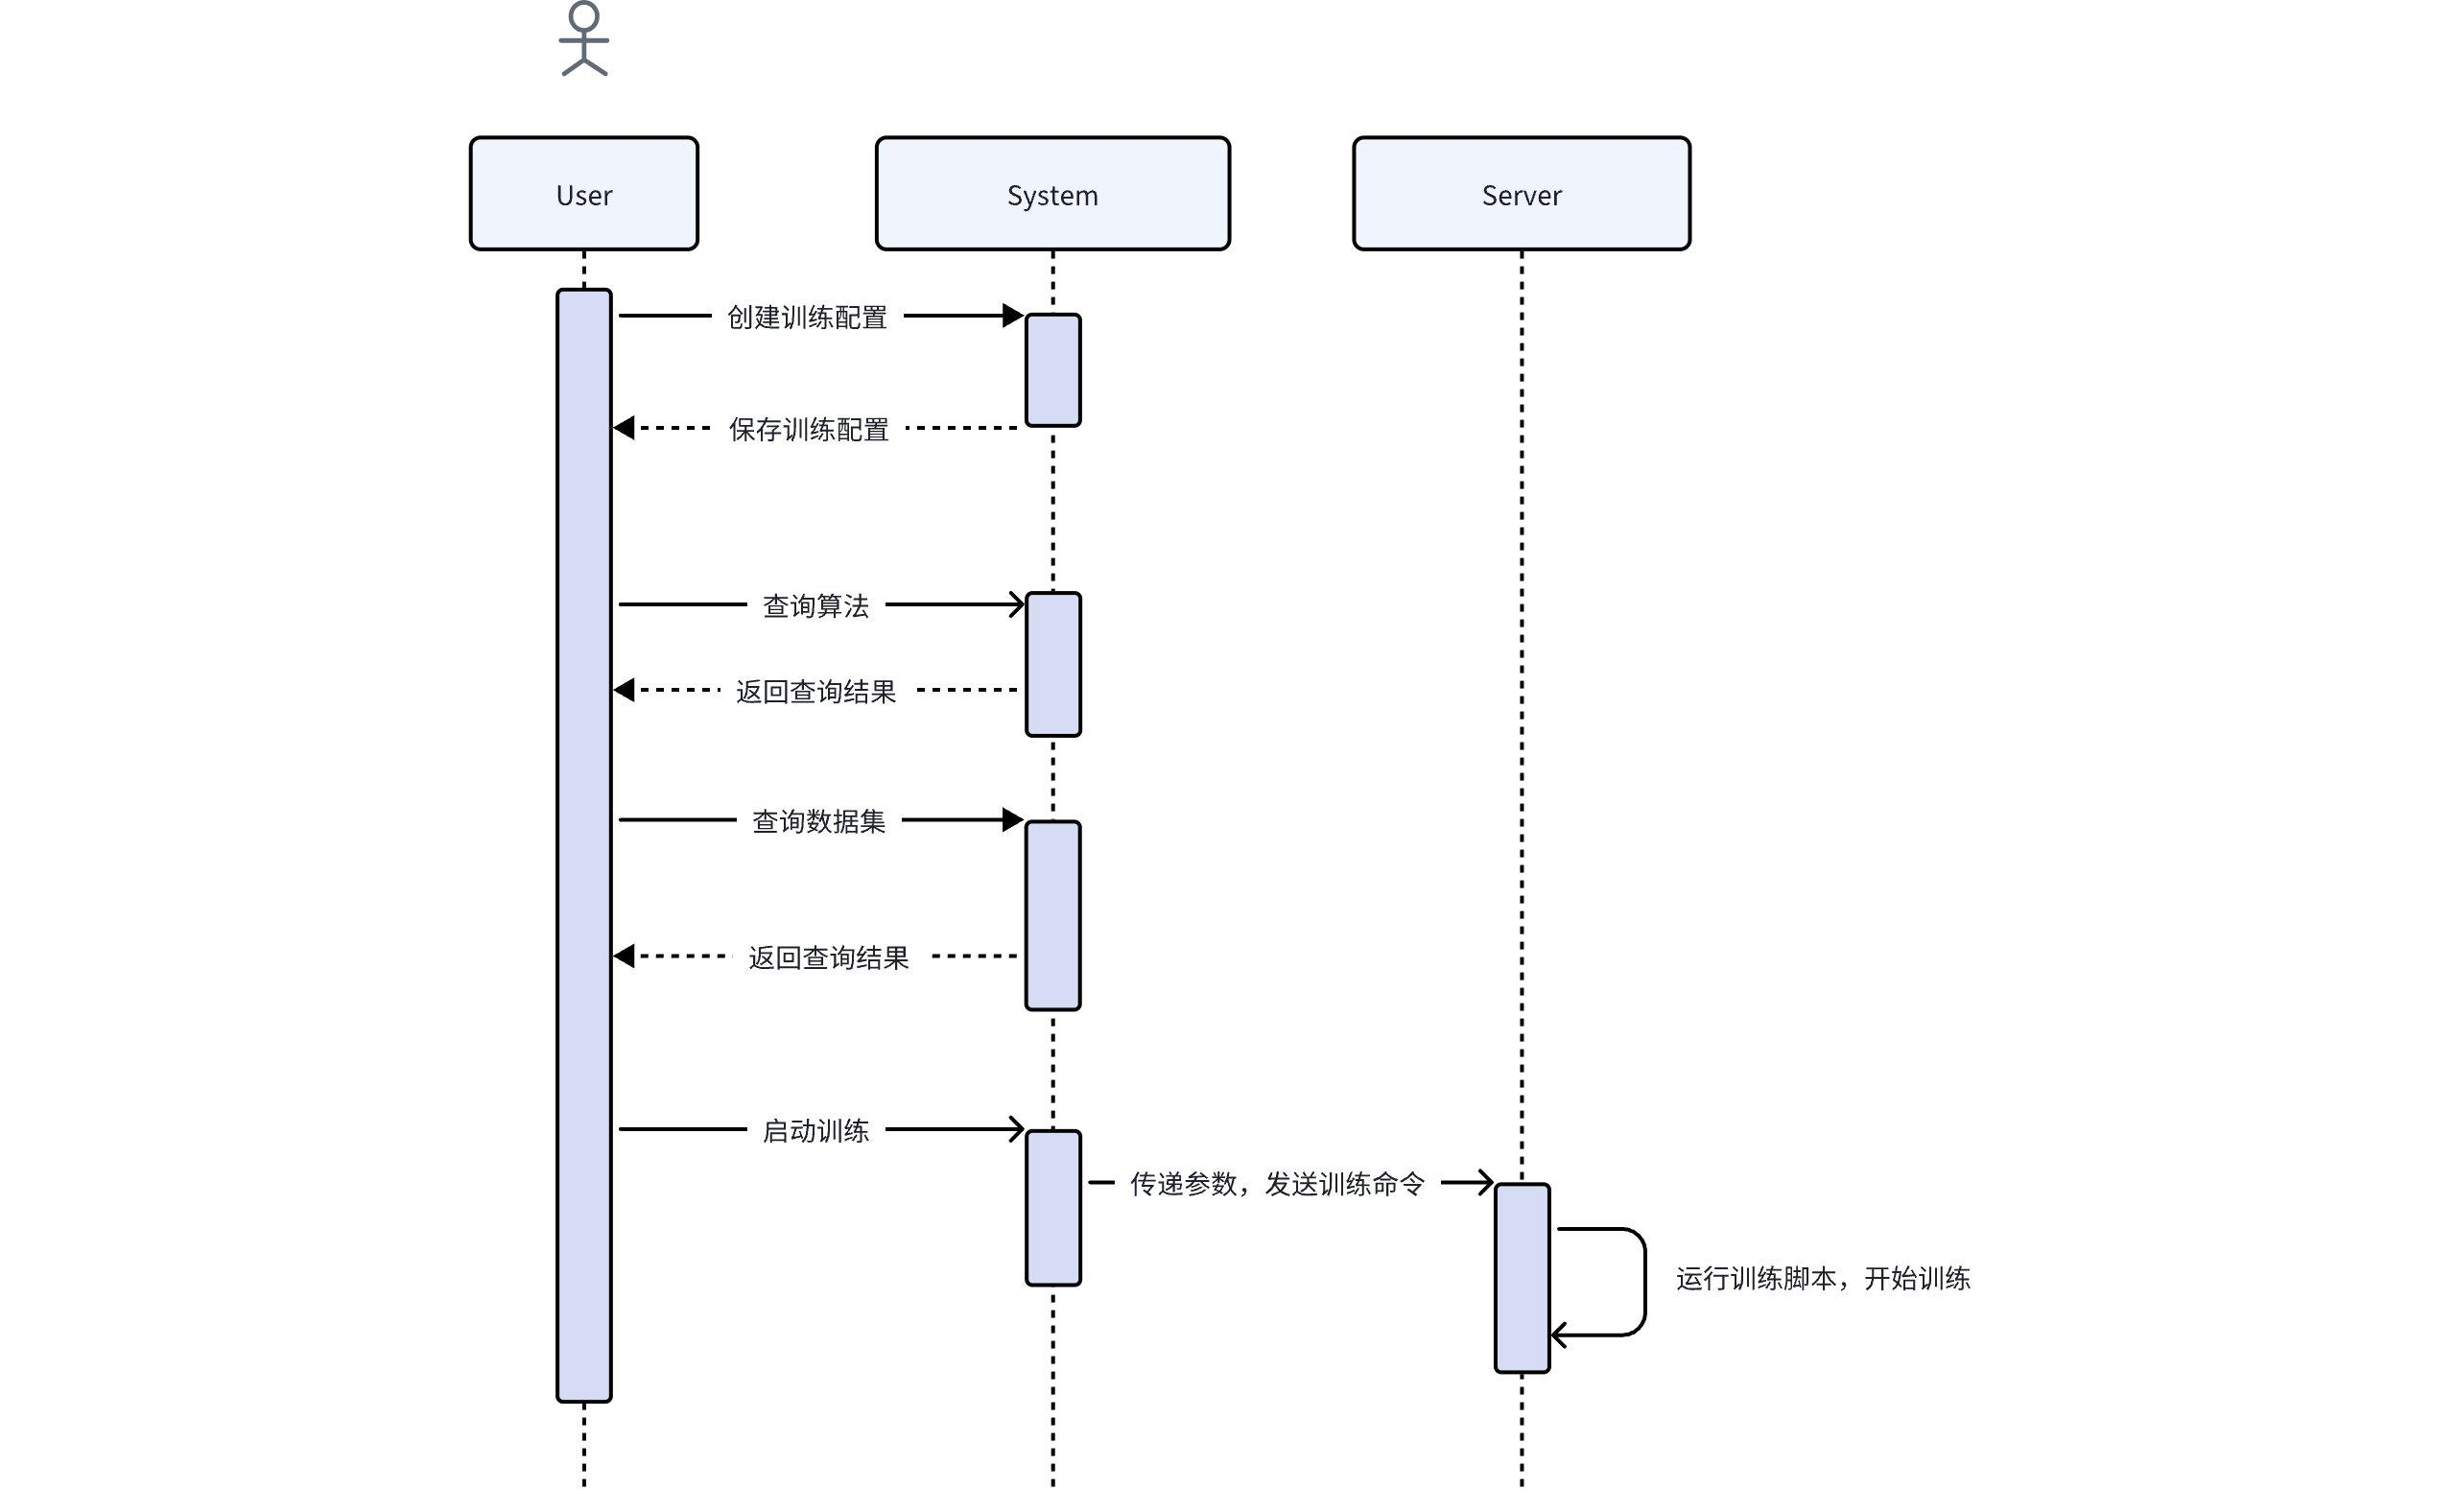 User
System
Server
创建训练配置
保存训练配置
查询算法
返回查询结果
查询数据集
返回查询结果
启动训练
传递参数，发送训练命令
运行训练脚本，开始训练